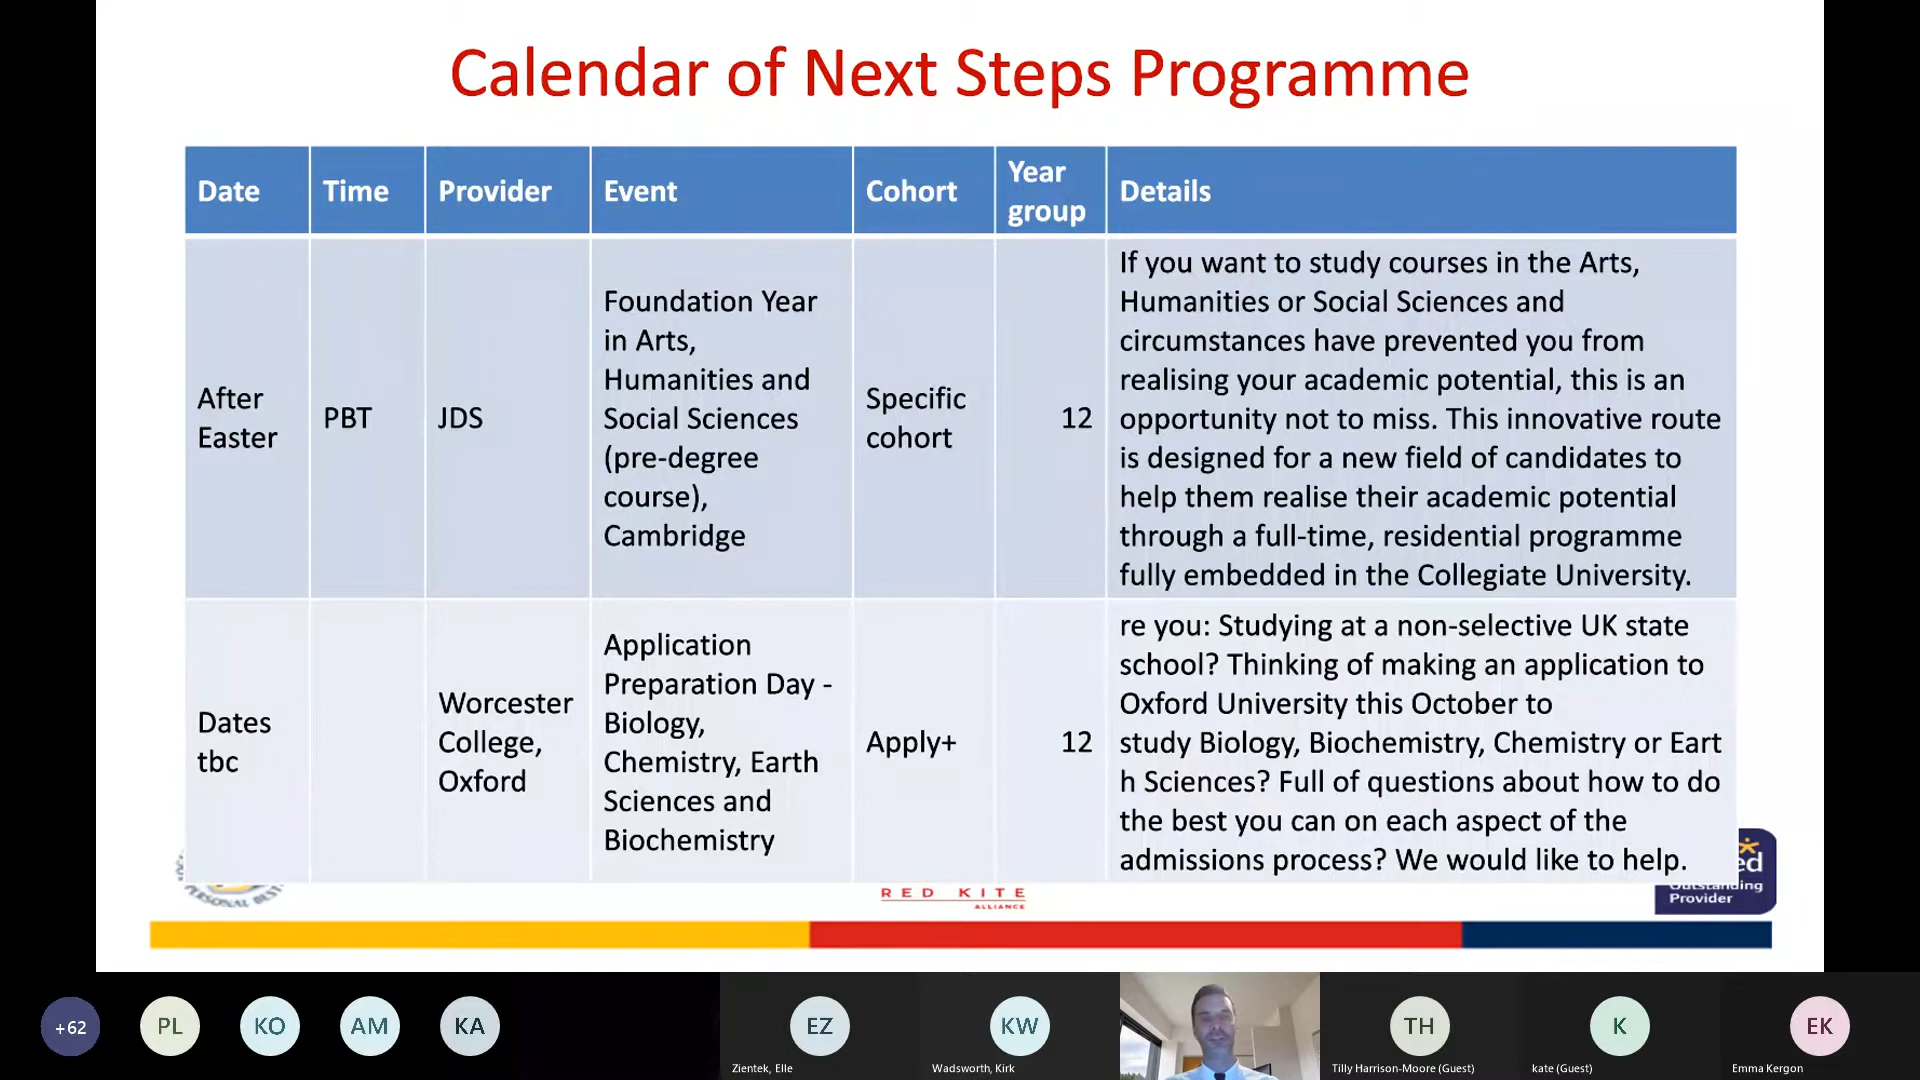 Calendar of Next Steps Programme
Date Time Provider Event Cohort Year group Details
After
Easter
PBT
JDS
Foundation Year
in Arts,
Humanities and
Social Sciences
(pre-degree
course),
Cambridge
Specific
cohort
12
If you want to study courses in the Arts,
Humanities or Social Sciences and
circumstances have prevented you from
realising your academic potential, this is an
opportunity not to miss. This innovative route
is designed for a new field of candidates to
help them realise their academic potential
through a full-time, residential programme
fully embedded in the Collegiate University.
Dates
tbc
Worcester
College,
Oxford
Application
Preparation Day -
Biology,
Chemistry, Earth
Sciences and
Biochemistry
Apply+
12
re you: Studying at a non-selective UK state
school? Thinking of making an application to
Oxford University this October to
study Biology, Biochemistry, Chemistry or Eart
h Sciences? Full of questions about how to do
the best you can on each aspect of the
admissions process? We would like to help.
PERSONAL BEST
RED KITE
ALLIANCE
ed
Outstanding
Provider
+62
PL
KO
AM
KA
EZ
Zientek, Elle
KW
Wadsworth, Kirk
TH
Tilly Harrison-Moore (Guest)
K
kate (Guest)
EK
Emma Kergon